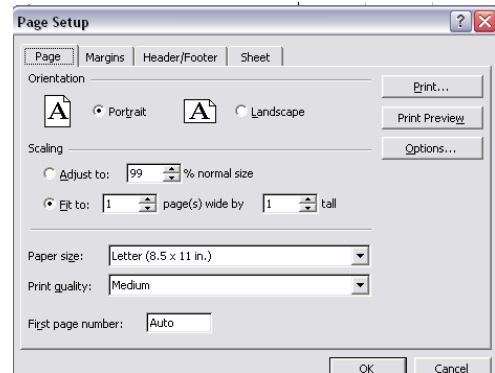 Page Setup
Page Margins Header/Footer Sheet
Orientation
A Portrait A Landscape
Print...
Print Preview
Scaling
Options...
Adjust to: 99 % normal size
Fit to: 1 page(s) wide by 1 tall
Paper size: Letter (8.5 x 11 in.)
Print quality: Medium
First page number: Auto
OK Cancel